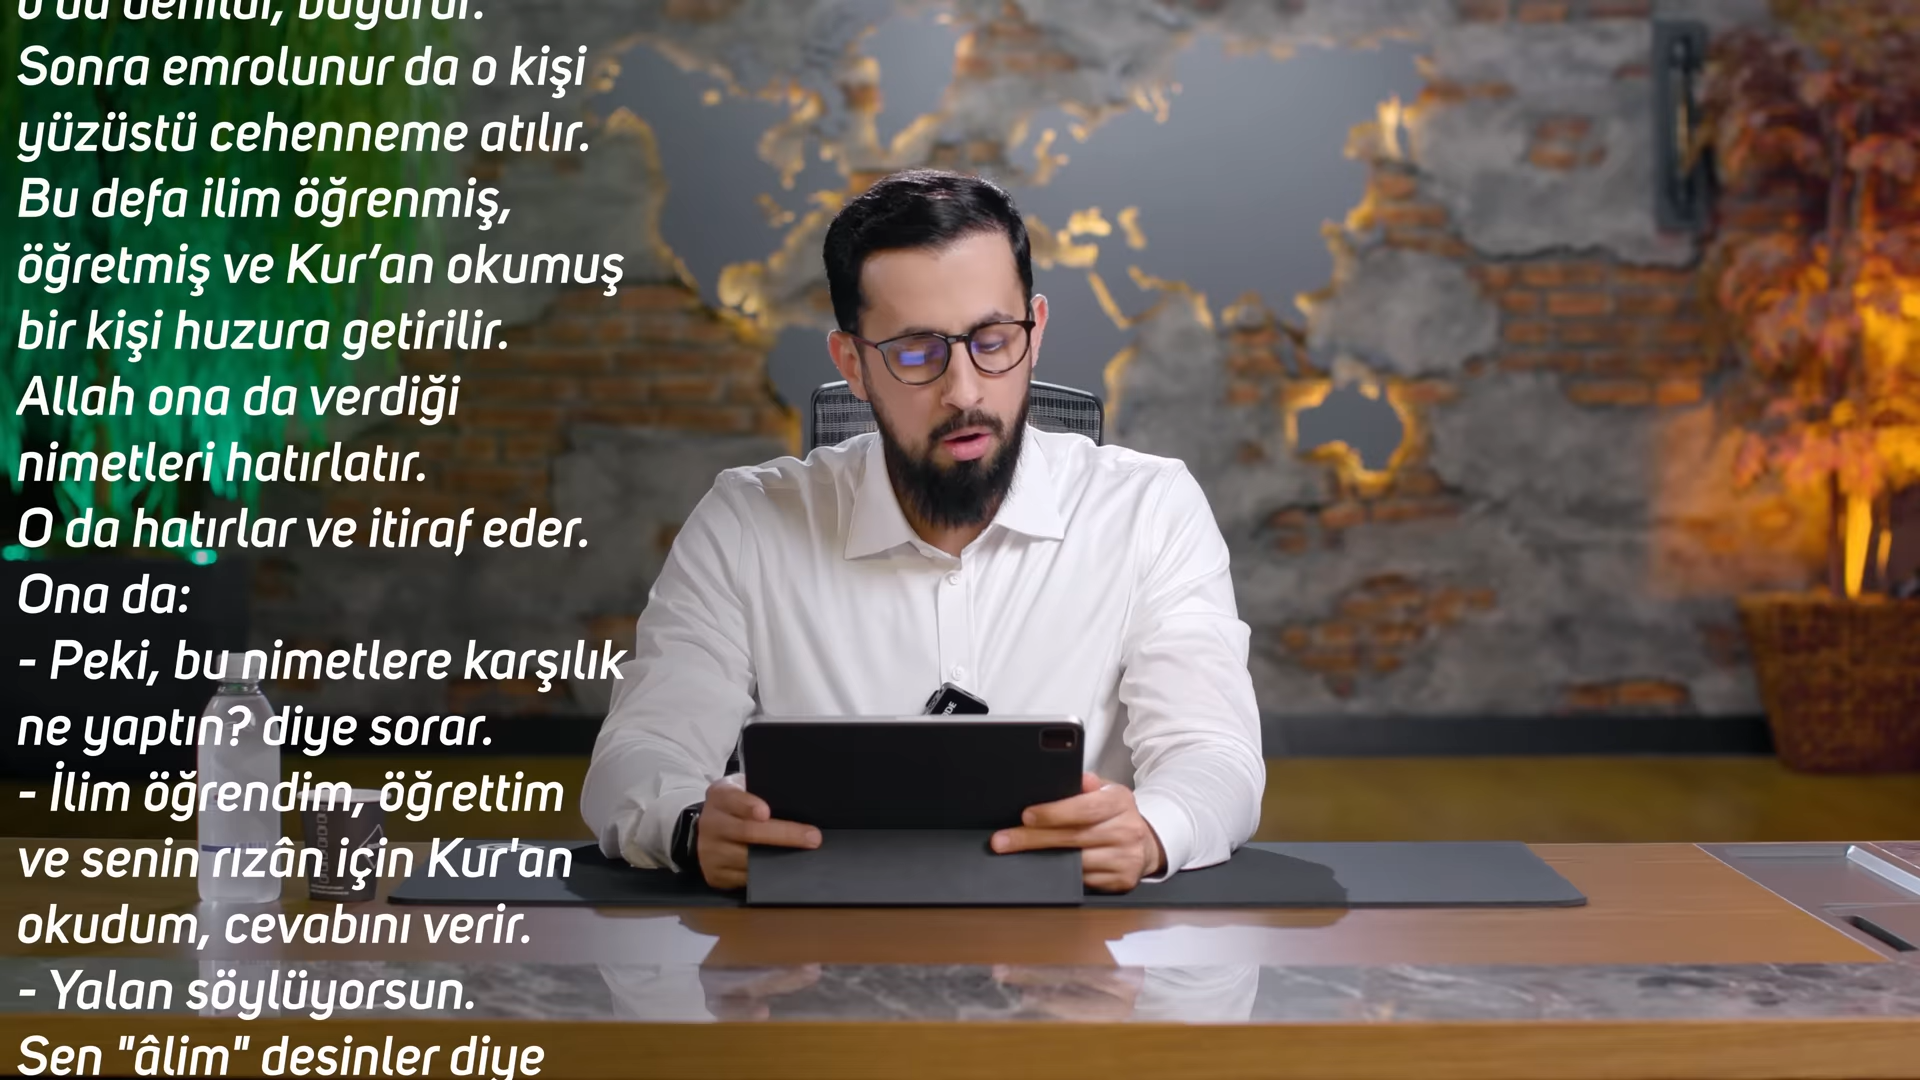 o da denildi, buyurur.
Sonra emrolunur da o kişi
yüzüstü cehenneme atılır.
Bu defa ilim öğrenmiş,
öğretmiş ve Kur’an okumuş
bir kişi huzura getirilir.
Allah ona da verdiği
nimetleri hatırlatır.
O da hatırlar ve itiraf eder.
Ona da:
- Peki, bu nimetlere karşılık
ne yaptın? diye sorar.
- İlim öğrendim, öğrettim
ve senin rızân için Kur'an
okudum, cevabını verir.
- Yalan söylüyorsun.
Sen "âlim" desinler diye